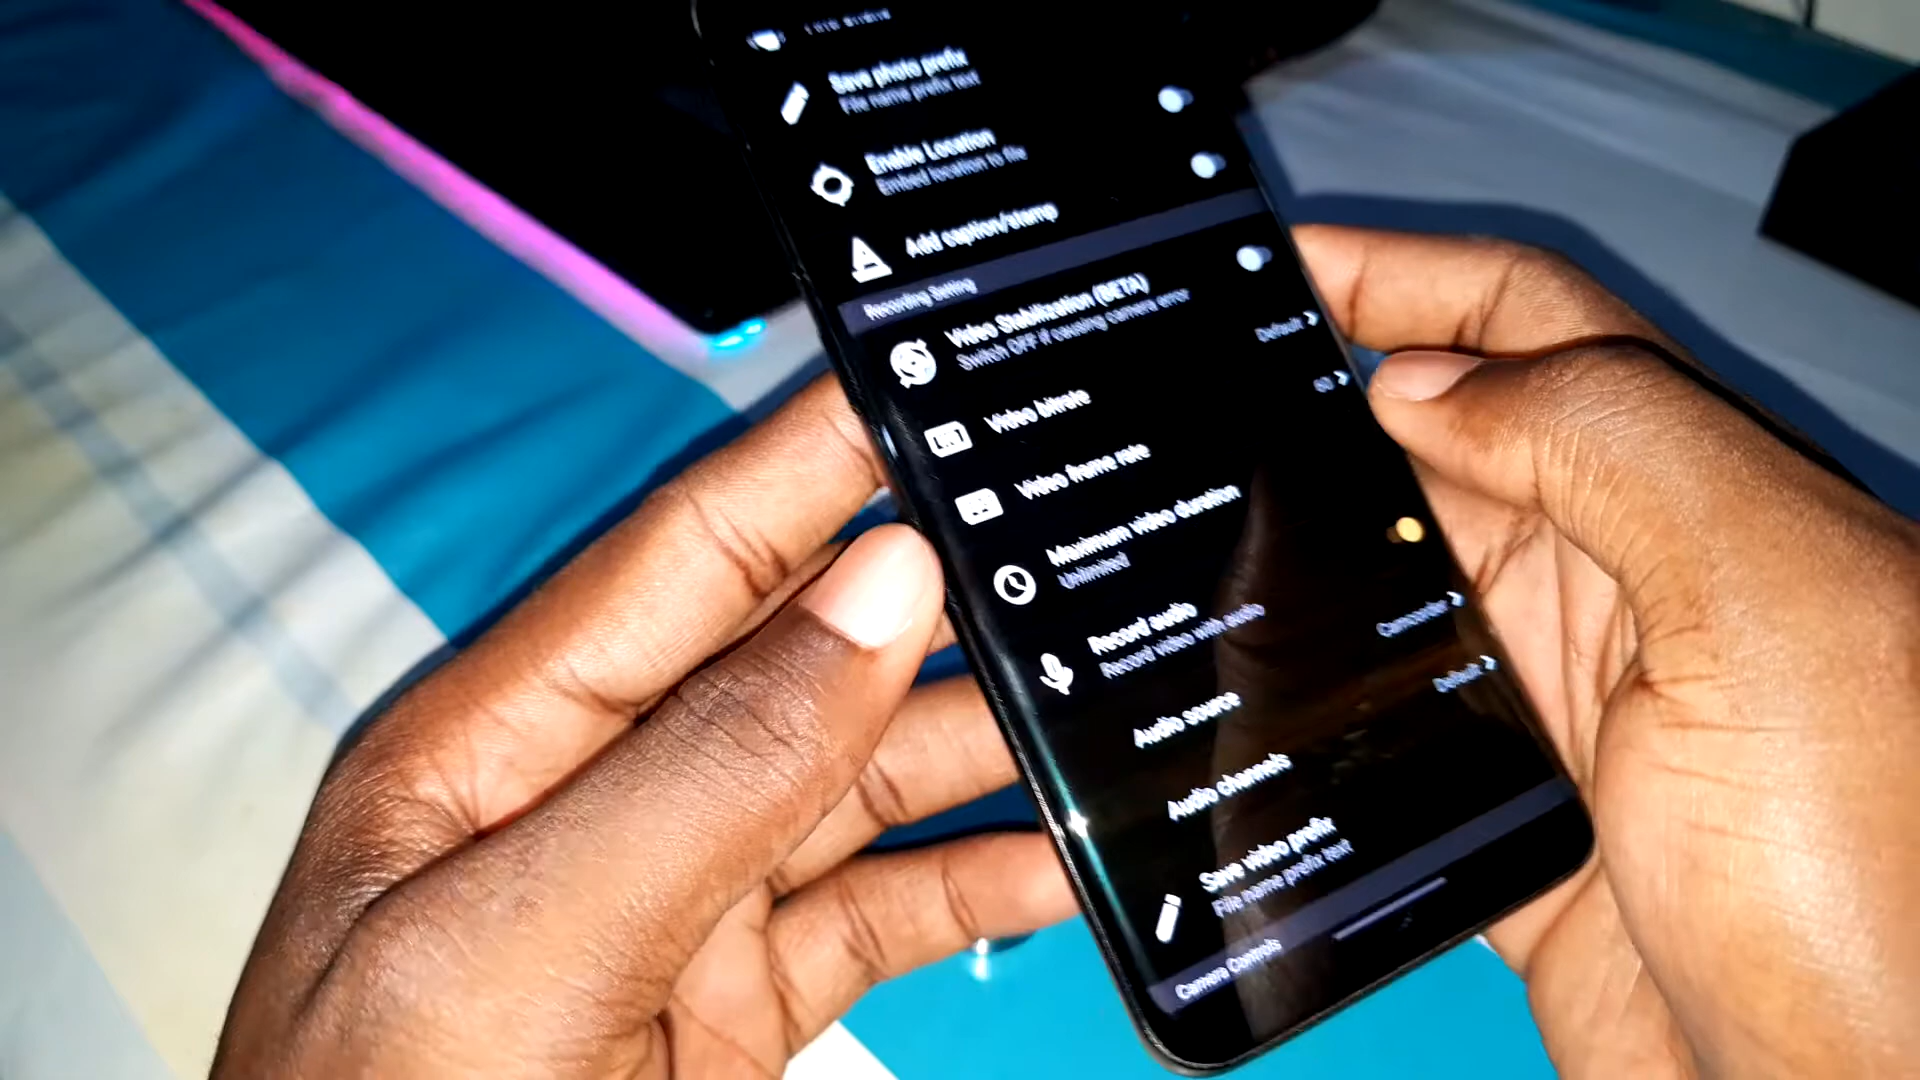 Save photo prefix
File name prefix text
Enable Location
Embed location to file
Add caption/stamp
Recording Setting
Video Stabilization (BETA)
Switch OFF if causing camera error
Video bitrate
Default
Video frame rate
60
Maximum video duration
Unlimited
Record audio
Record video with audio
Audio source
Camcorder
Audio channels
Default
Save video prefix
File name prefix text
Camera Controls